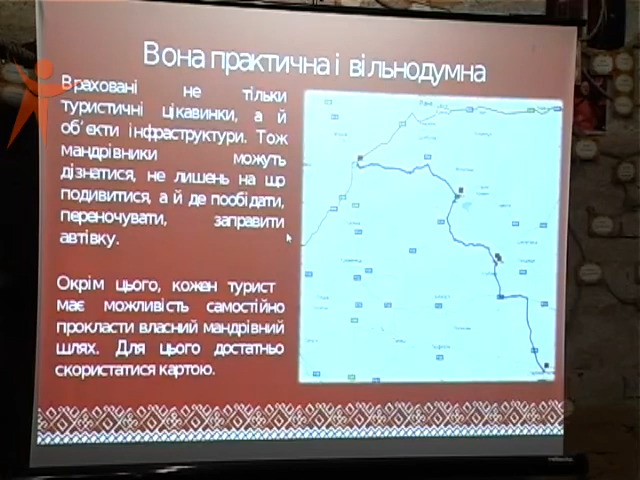 Вона практична і вільнодумна
Враховані не тільки
туристичні цікавинки, а й
об'єкти інфраструктури. Тож
мандрівники можуть
дізнатися, не лишень на що
подивитися, а й де пообідати,
переночувати, заправити
автівку.
Окрім цього, кожен турист
має можливість самостійно
прокласти власний мандрівний
шлях. Для цього достатньо
скористатися картою.